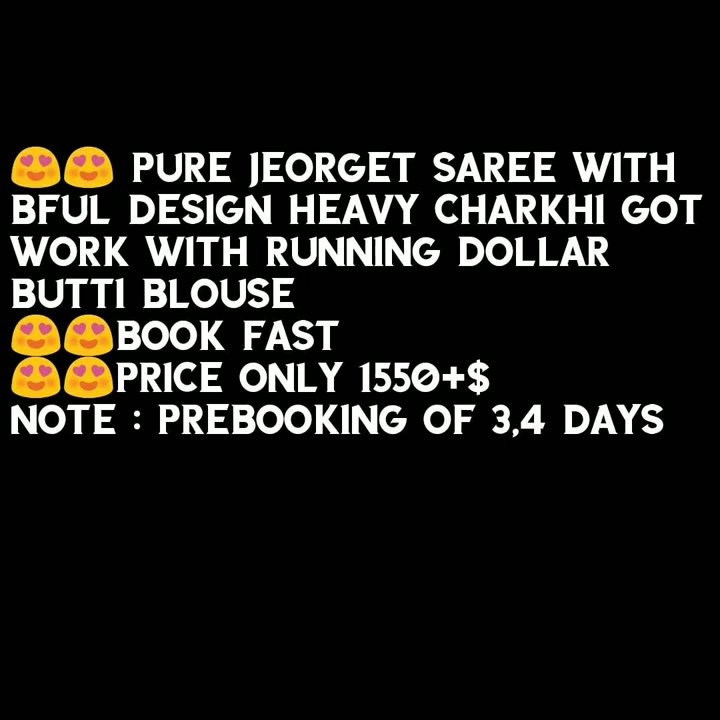 😍😍 PURE JEORGET SAREE WITH
BFUL DESIGN HEAVY CHARKHI GOT
WORK WITH RUNNING DOLLAR
BUTTI BLOUSE
😍😍BOOK FAST
😍😍PRICE ONLY 1550+$
NOTE : PREBOOKING OF 3,4 DAYS